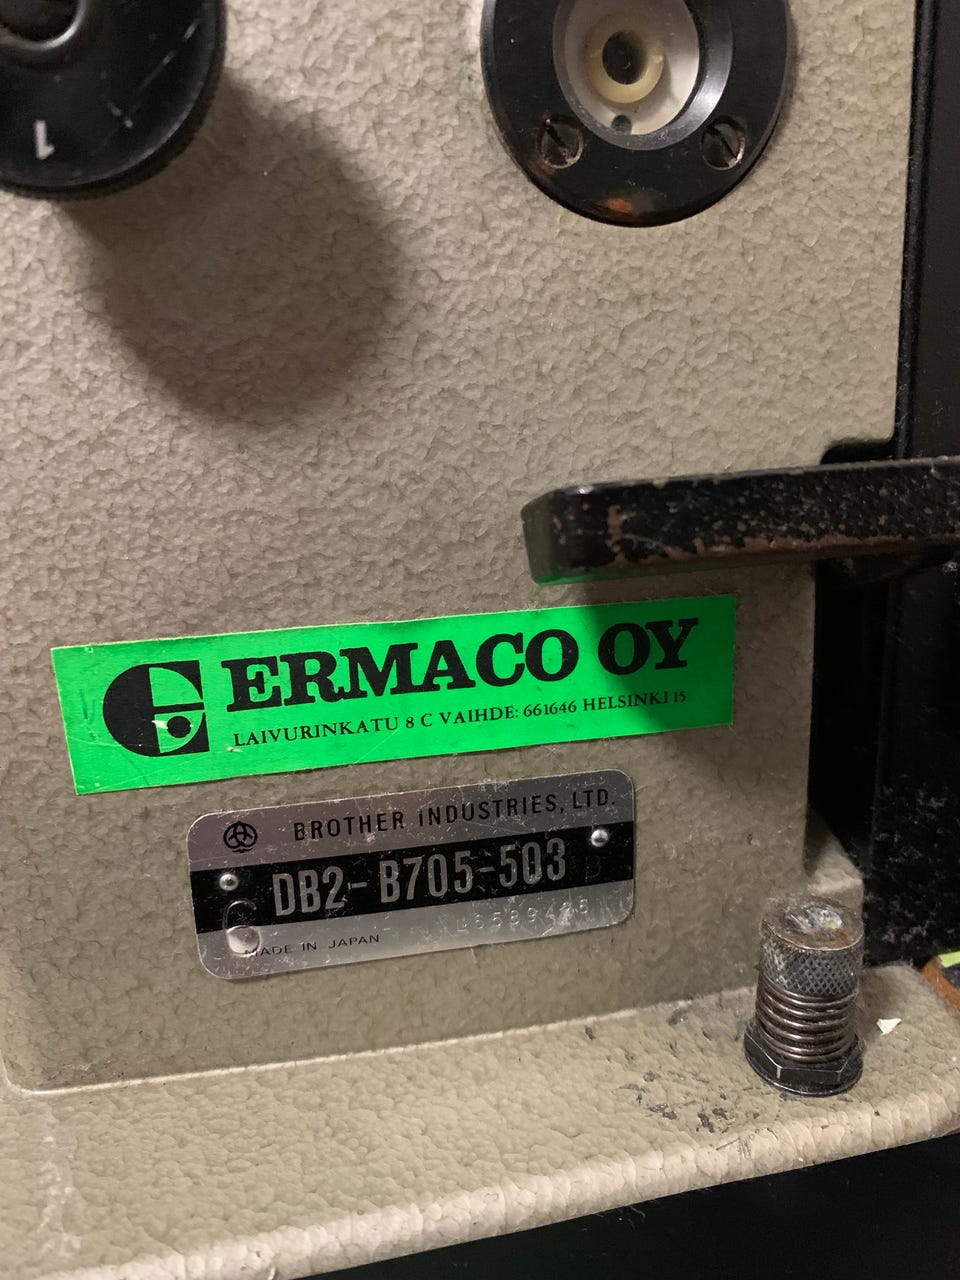 1
ERMACO OY
LAIVURINKATU 8 C VAIHDE: 661646 HELSINKI 15
BROTHER INDUSTRIES, LTD.
DB2-B705-503
MADE IN JAPAN